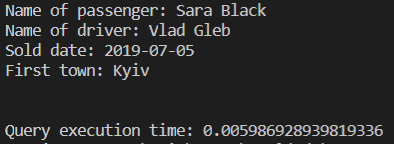 Name of passenger: Sara Black
Name of driver: Vlad Gleb
Sold date: 2019-07-05
First town: Kyiv
Query execution time: 0.005986928939819336